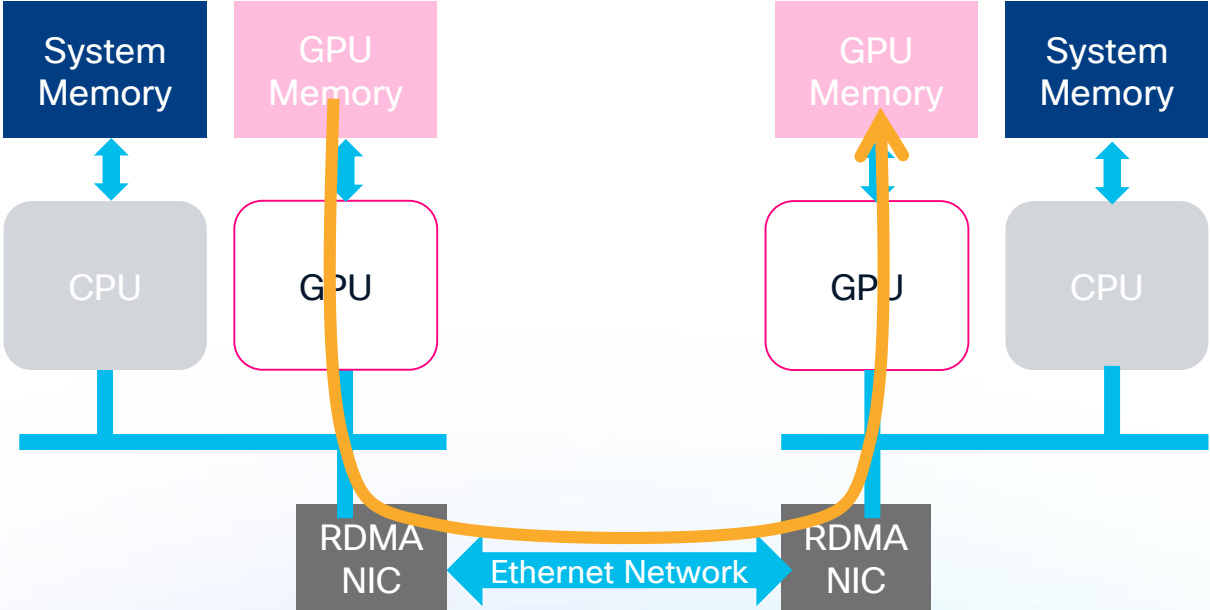 System
Memory
GPU
Memory
GPU
Memory
System
Memory
CPU
GPU
GPU
CPU
RDMA
NIC
Ethernet Network
RDMA
NIC